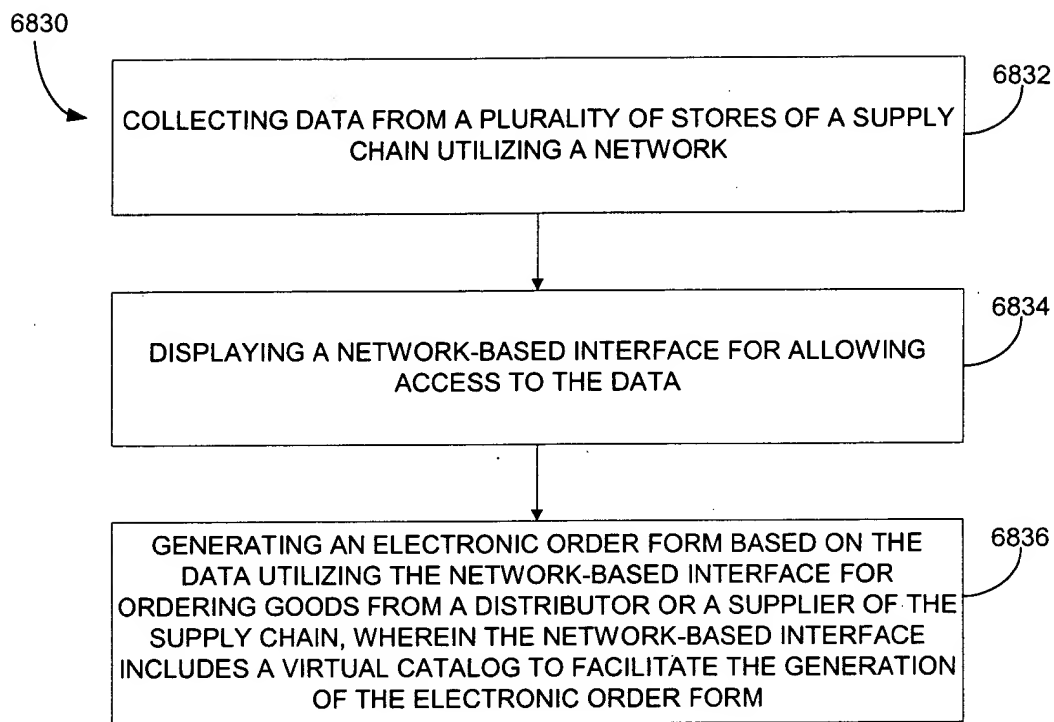 6830
6832
COLLECTING DATA FROM A PLURALITY OF STORES OF A SUPPLY
CHAIN UTILIZING A NETWORK
6834
DISPLAYING A NETWORK-BASED INTERFACE FOR ALLOWING
ACCESS TO THE DATA
6836
GENERATING AN ELECTRONIC ORDER FORM BASED ON THE
DATA UTILIZING THE NETWORK-BASED INTERFACE FOR
ORDERING GOODS FROM A DISTRIBUTOR OR A SUPPLIER OF THE
SUPPLY CHAIN, WHEREIN THE NETWORK-BASED INTERFACE
INCLUDES A VIRTUAL CATALOG TO FACILITATE THE GENERATION
OF THE ELECTRONIC ORDER FORM